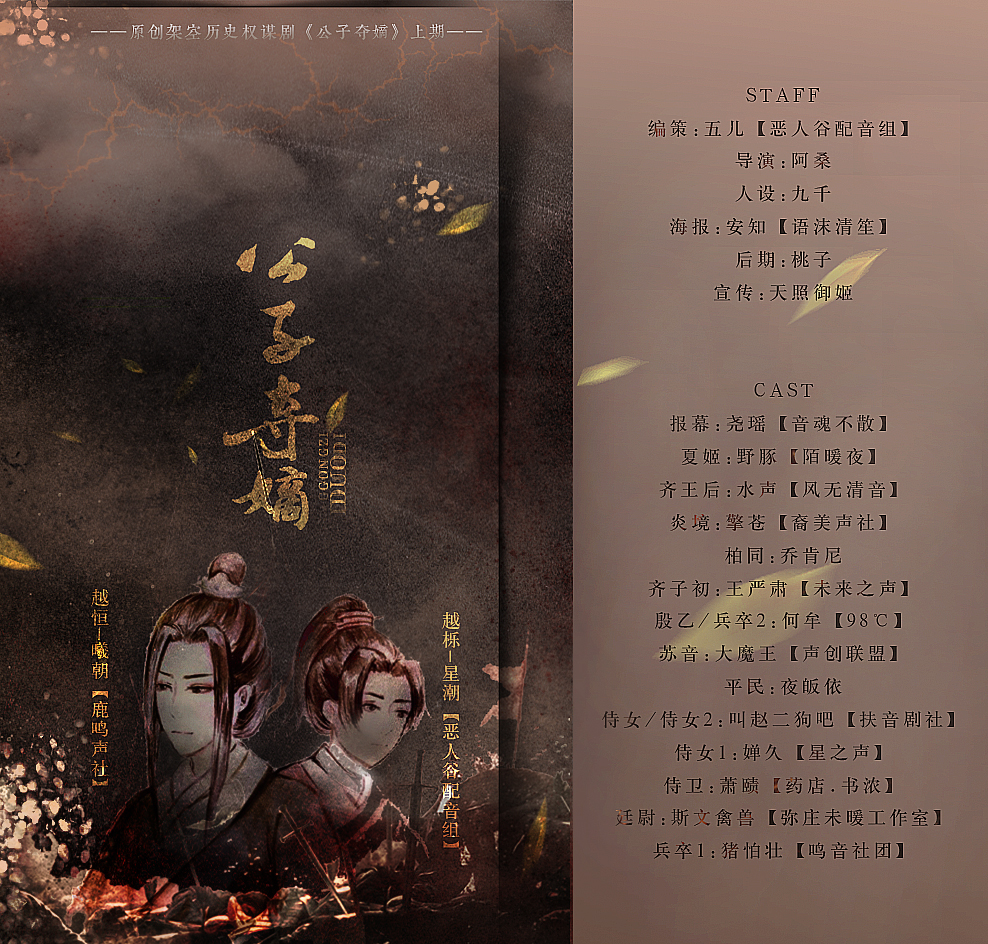 ——原创架空历史权谋剧《公子夺嫡》上期——
公子夺嫡
GONGZI
DUODI
越恒—曦朝【鹿鸣声社】
越栎—星潮【恶人谷配音组】
STAFF
编策:五儿【恶人谷配音组】
导演:阿桑
人设:九千
海报:安知【语沫清笙】
后期:桃子
宣传:天照御姬
CAST
报幕:尧瑶【音魂不散】
夏姬:野豚【陌暖夜】
齐王后:水声【风无清音】
炎境:擎苍【裔美声社】
柏同:乔肯尼
齐子初:王严肃【未来之声】
殷乙/兵卒2:何牟【98℃】
苏音:大魔王【声创联盟】
平民:夜皈依
侍女/侍女2:叫赵二狗吧【扶音剧社】
侍女1:婵久【星之声】
侍卫:萧赜【药店.书浓】
廷尉:斯文禽兽【弥庄未暖工作室】
兵卒1:猪怕壮【鸣音社团】